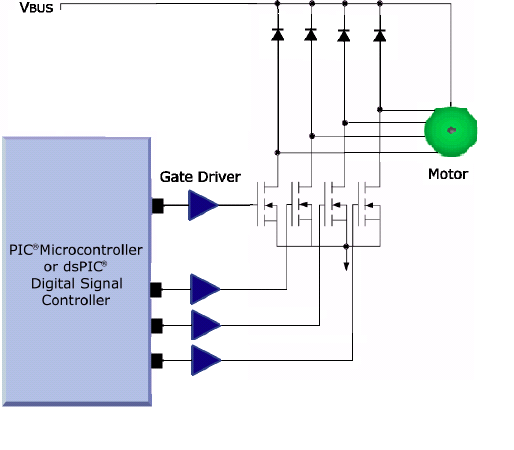 VBUS
Gate Driver
Motor
PIC®Microcontroller
or dsPIC®
Digital Signal
Controller